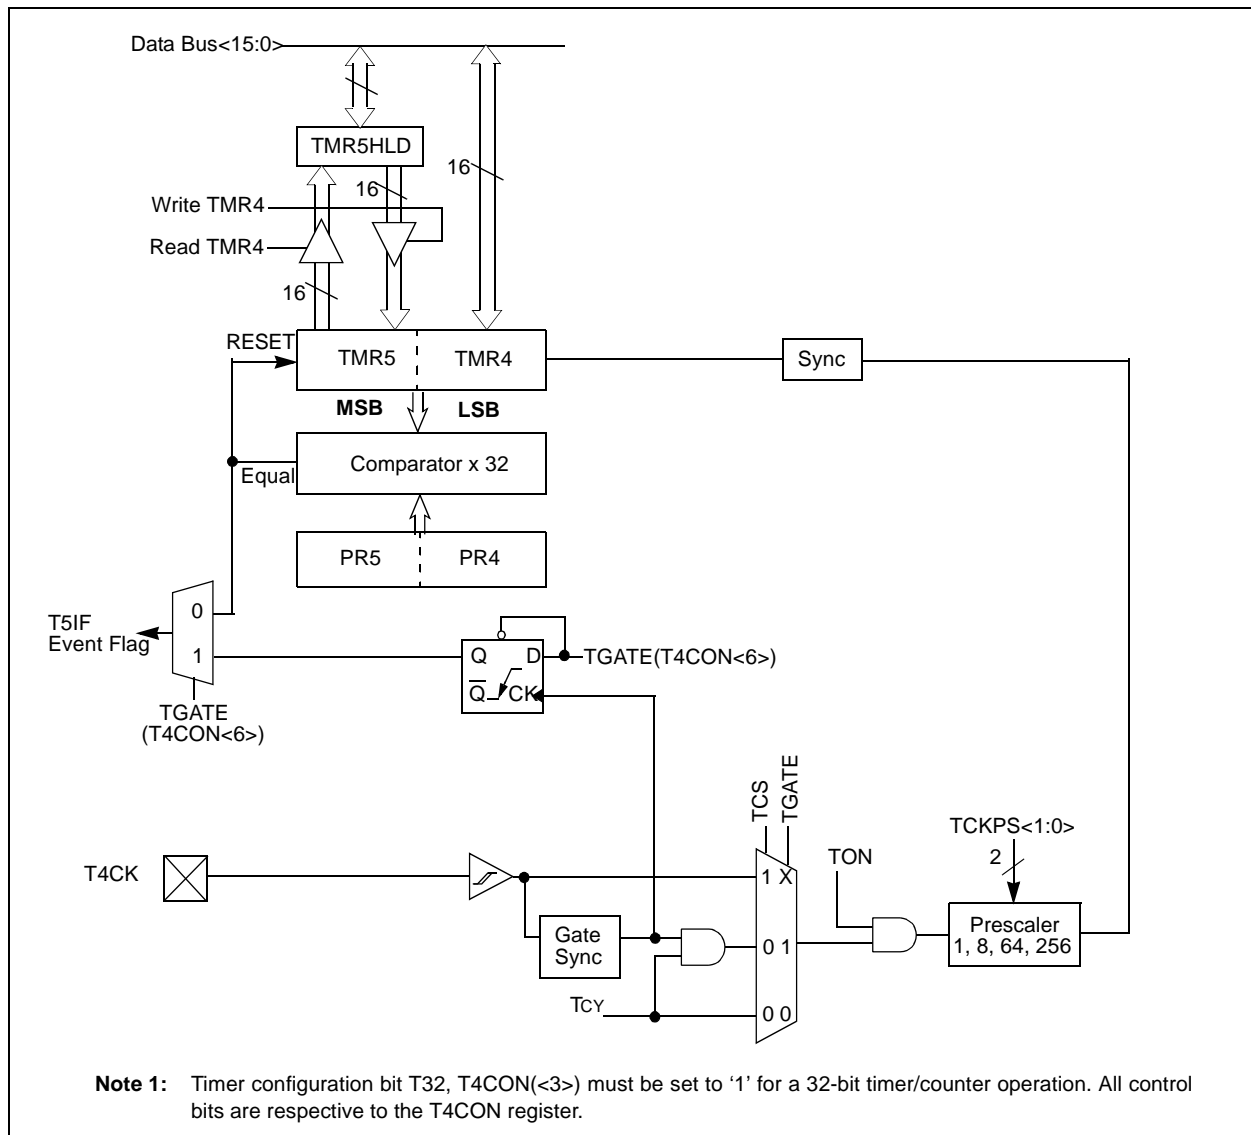 Data Bus<15:0>
TMR5HLD
16
16
Write TMR4
Read TMR4
16
RESET
TMR5
TMR4
Sync
MSB
LSB
Equal
Comparator x 32
PR5
PR4
0
T5IF
Event Flag
1
Q
D
TGATE(T4CON<6>)
Q
CK
TGATE
(T4CON<6>)
TCS
TGATE
TCKPS<1:0>
2
TON
T4CK
1 X
Gate
Sync
0 1
Prescaler
1, 8, 64, 256
TCY
0 0
Note 1: Timer configuration bit T32, T4CON(<3>) must be set to ‘1’ for a 32-bit timer/counter operation. All control
bits are respective to the T4CON register.